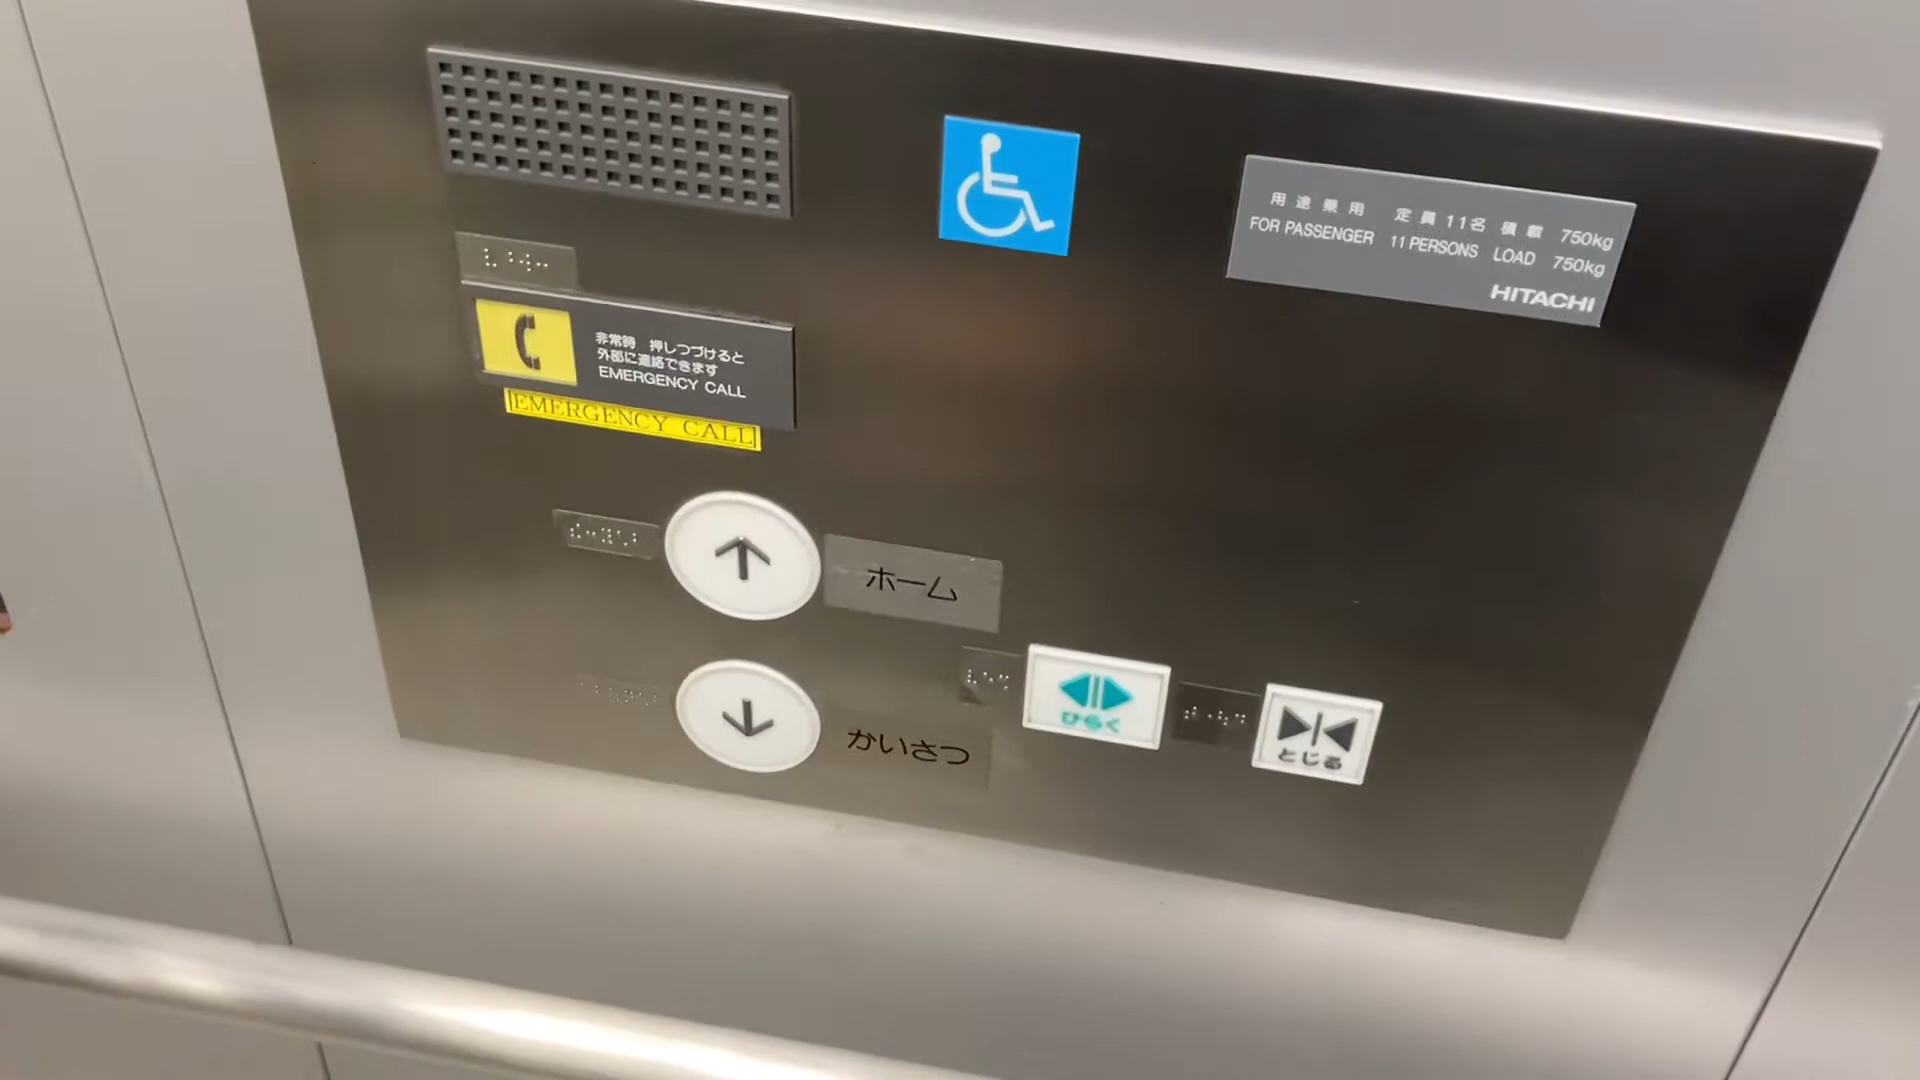 用途乗用 定員11名 積載 750kg
FOR PASSENGER 11 PERSONS LOAD 750kg
HITACHI
非常時 押しつづけると
外部に連絡できます
EMERGENCY CALL
EMERGENCY CALL
ホーム
かいさつ
ひらく
とじる